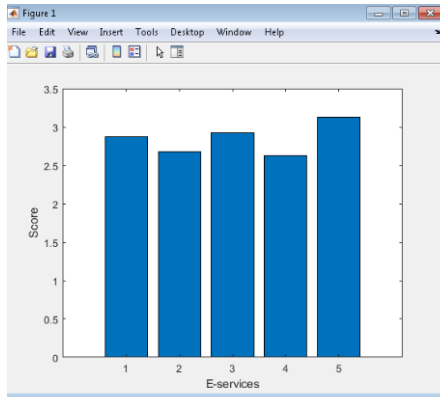 Figure 1
File Edit View Insert Tools Desktop Window Help
3.5
3
2.5
2
1.5
1
0.5
0
Score
1 2 3 4 5
E-services